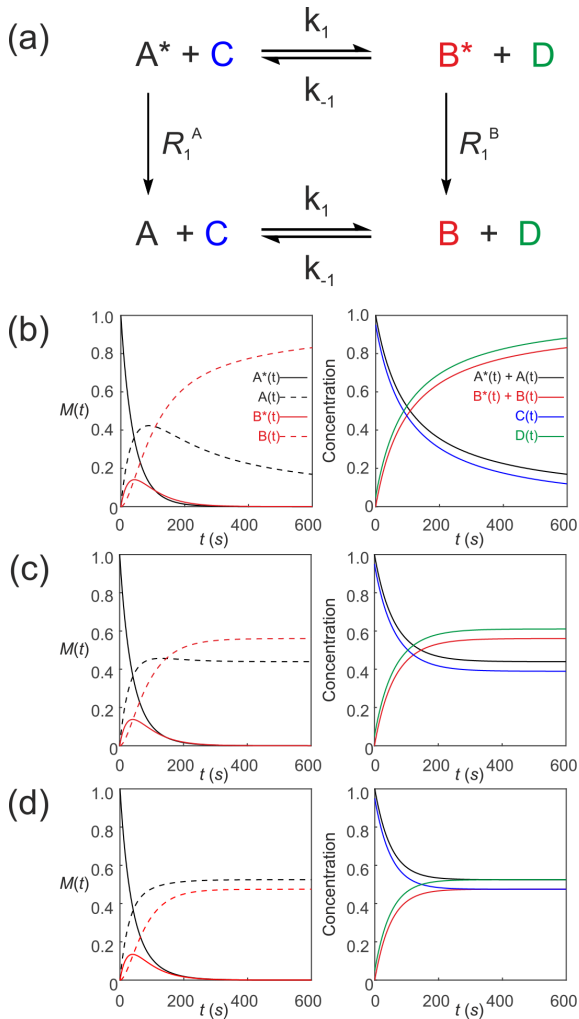 (a)
k1
A* + C B* + D
k-1
R1A R1B
k1
A + C B + D
k-1
(b)
1.0 1.0
0.8 0.8
A*(t) A*(t) + A(t)
0.6 A(t) 0.6 B*(t) + B(t)
M(t) B*(t) Concentration C(t)
0.4 B(t) 0.4 D(t)
0.2 0.2
0 0
0 200 400 600 0 200 400 600
t (s) t (s)
(c)
1.0 1.0
0.8 0.8
0.6 0.6
M(t) Concentration
0.4 0.4
0.2 0.2
0 0
0 200 400 600 0 200 400 600
t (s) t (s)
(d)
1.0 1.0
0.8 0.8
0.6 0.6
M(t) Concentration
0.4 0.4
0.2 0.2
0 0
0 200 400 600 0 200 400 600
t (s) t (s)